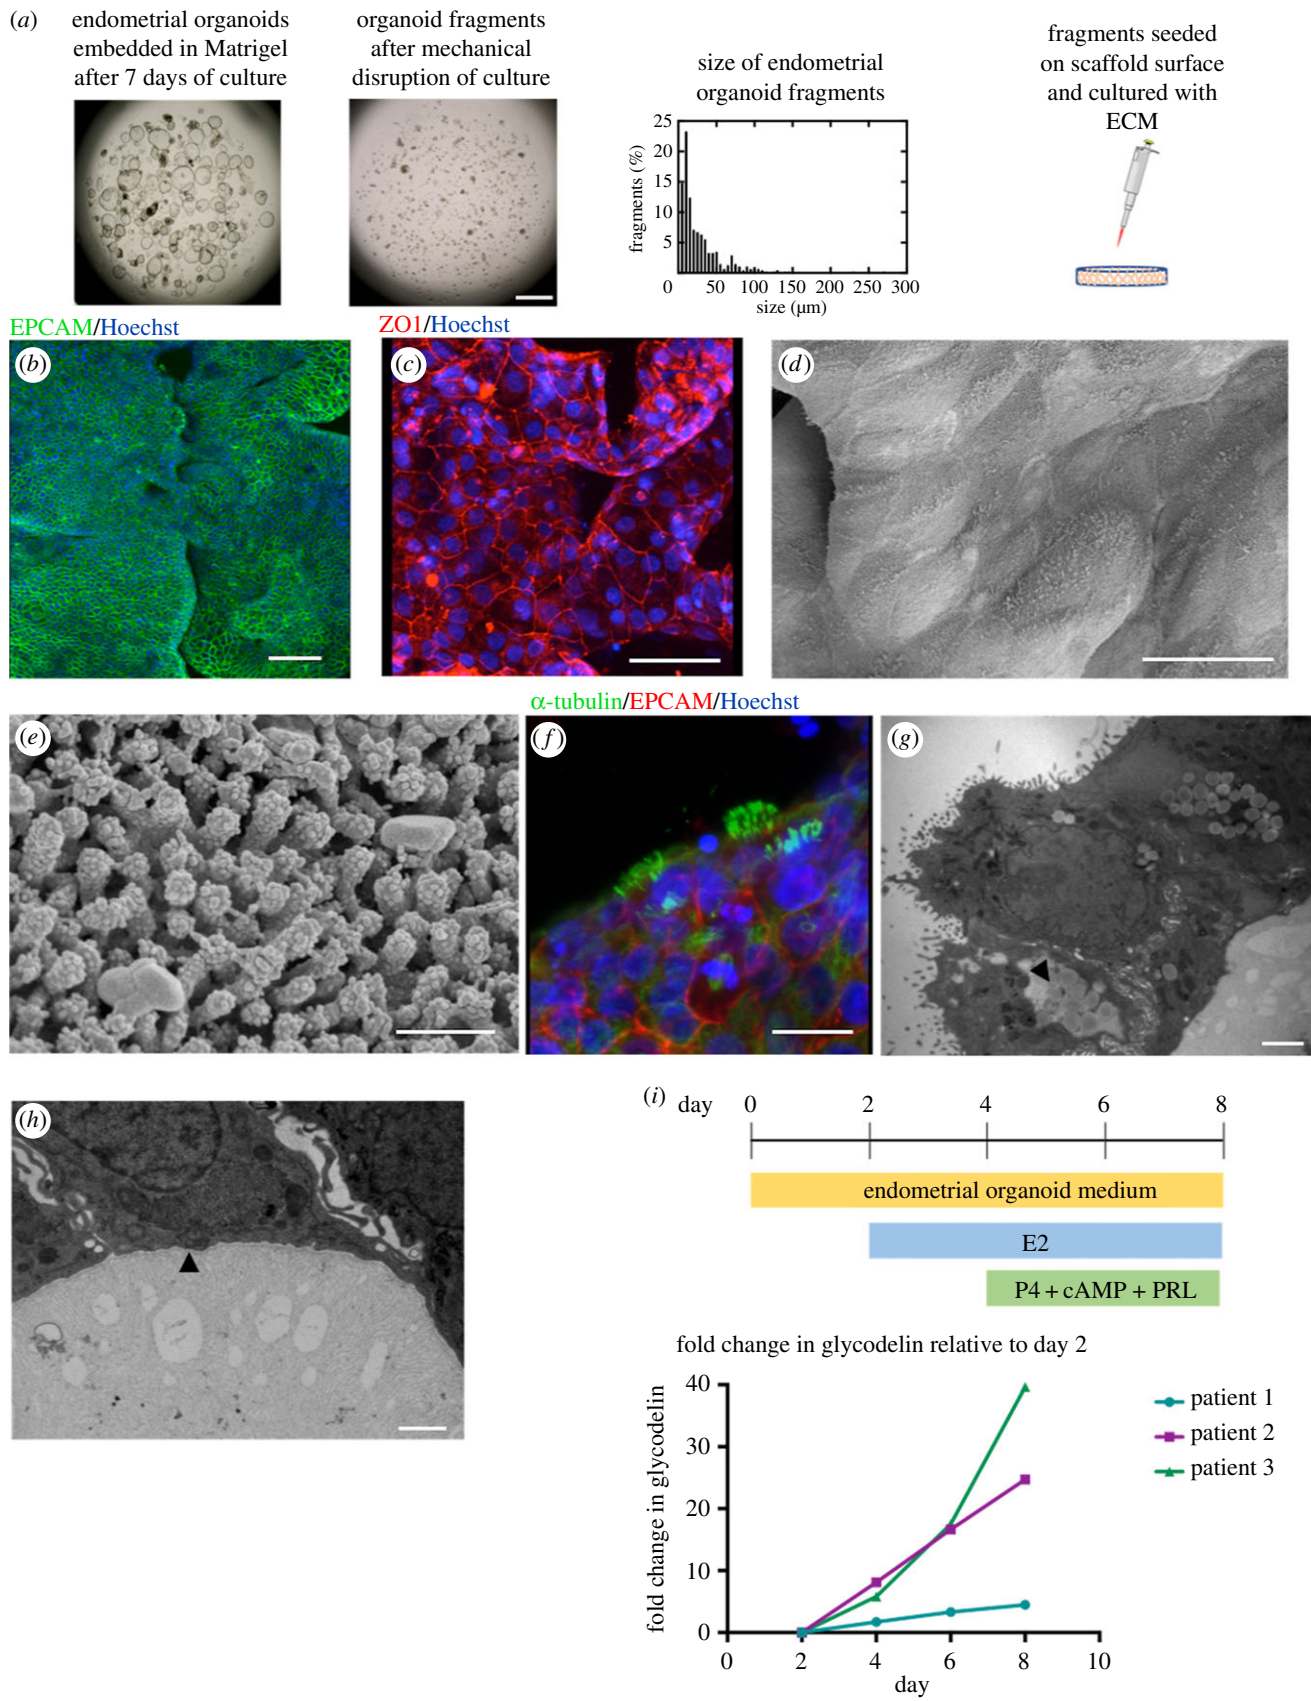 (a)
endometrial organoids
embedded in Matrigel
after 7 days of culture
organoid fragments
after mechanical
disruption of culture
size of endometrial
organoid fragments
25
20
15
10
5
0 50 100 150 200 250 300
fragments (%)
size (µm)
fragments seeded
on scaffold surface
and cultured with
ECM
EPCAM/Hoechst
(b)
ZO1/Hoechst
(c)
(d)
(e)
α-tubulin/EPCAM/Hoechst
(f)
(g)
(h)
(i)
day 0 2 4 6 8
endometrial organoid medium
E2
P4 + cAMP + PRL
fold change in glycodelin relative to day 2
fold change in glycodelin
40
30
20
10
0
0 2 4 6 8 10
day
patient 1
patient 2
patient 3